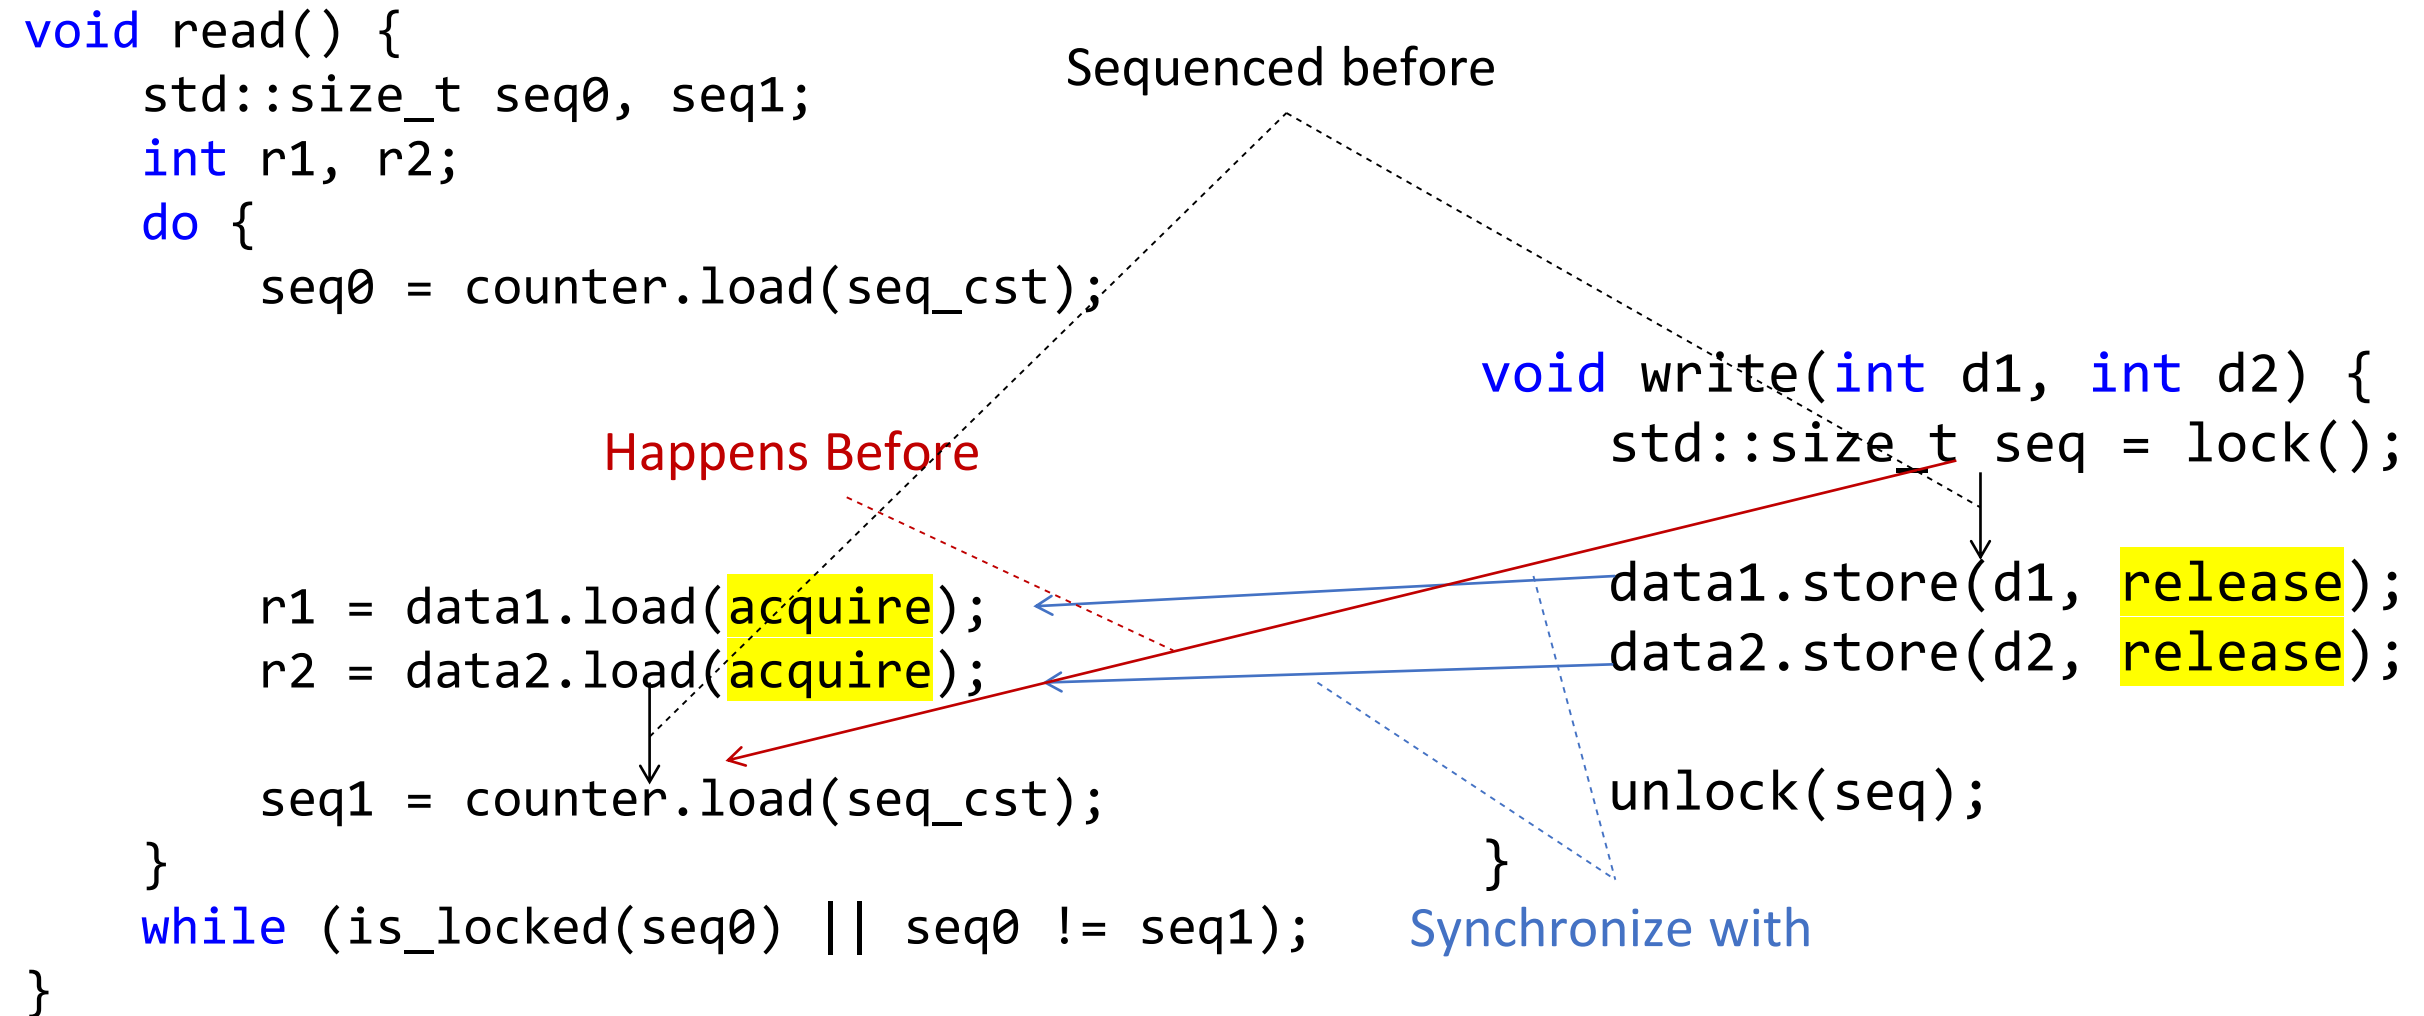 void read() {
    std::size_t seq0, seq1;
    int r1, r2;
    do {
        seq0 = counter.load(seq_cst);
        r1 = data1.load(acquire);
        r2 = data2.load(acquire);
        seq1 = counter.load(seq_cst);
    }
    while (is_locked(seq0) || seq0 != seq1);
}
Sequenced before
Happens Before
void write(int d1, int d2) {
    std::size_t seq = lock();
    data1.store(d1, release);
    data2.store(d2, release);
    unlock(seq);
}
Synchronize with